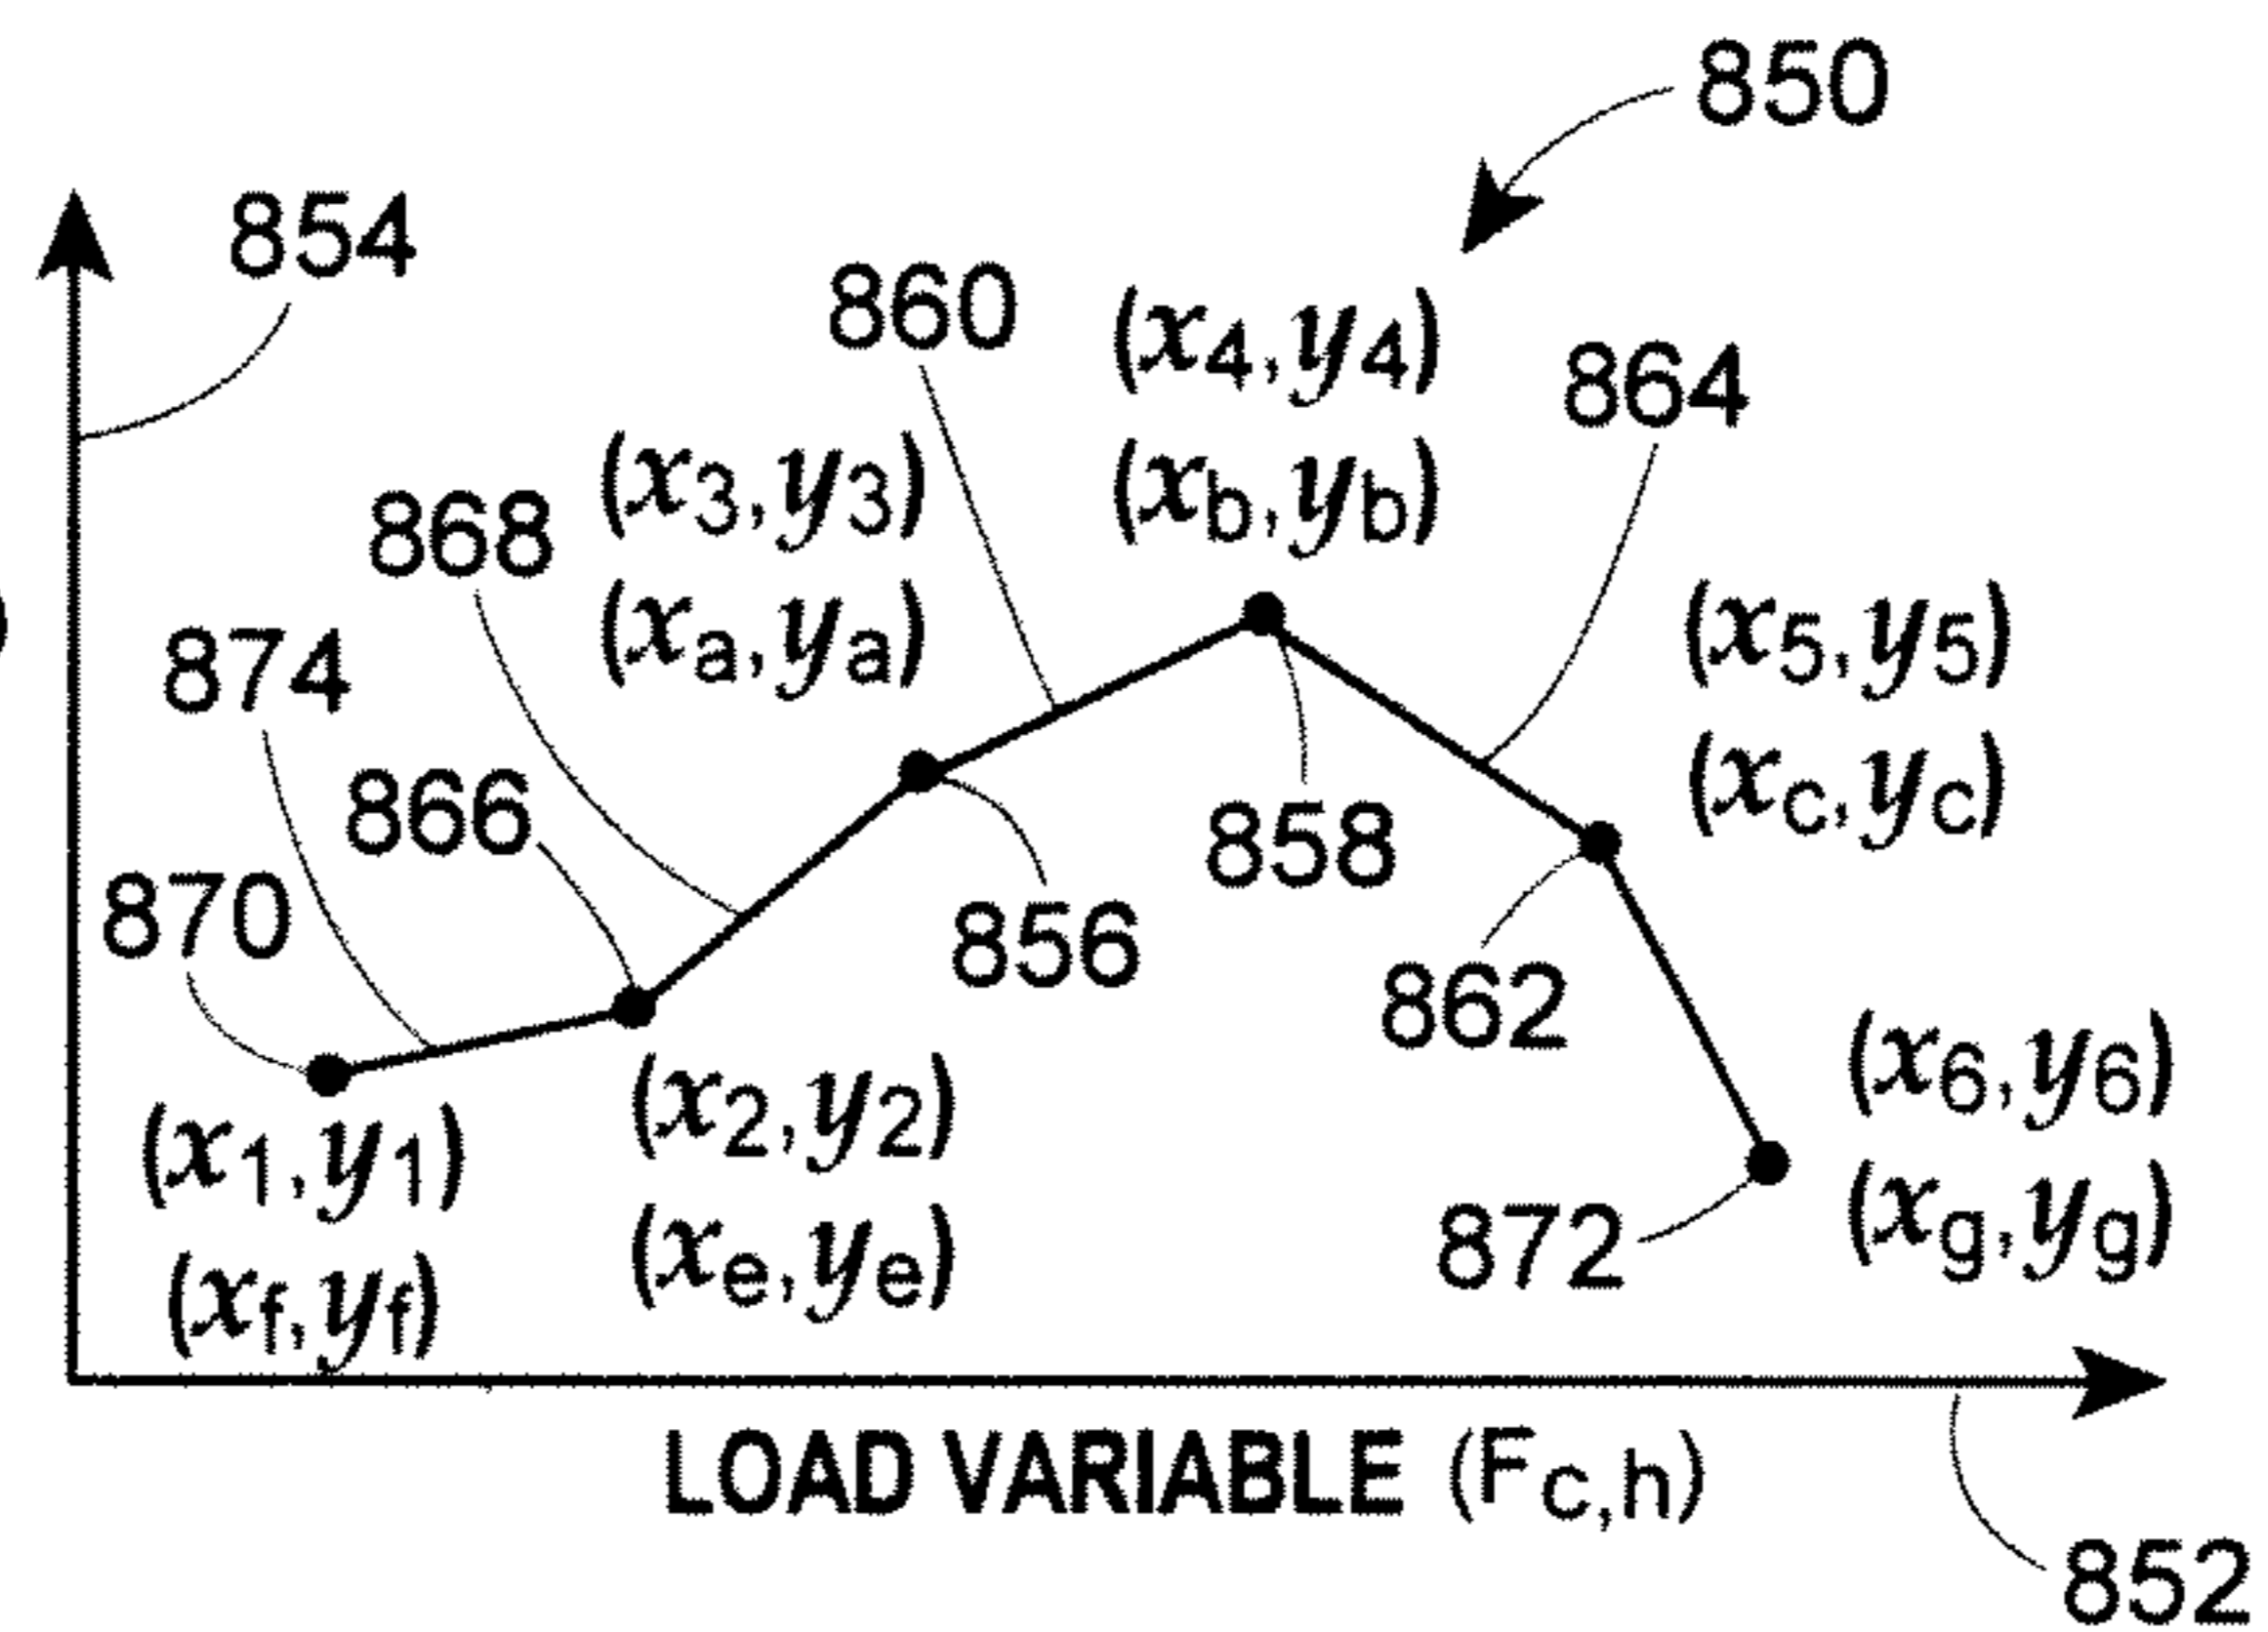 850
854
860
(x4,y4)
864
(x3,y3)
(xb,yb)
868
(xa,ya)
(x5,y5)
874
(xc,yc)
866
858
870
856
862
(x1,y1)
(x2,y2)
(x6,y6)
(xf,yf)
(xe,ye)
872
(xg,yg)
LOAD VARIABLE (Fc,h)
852